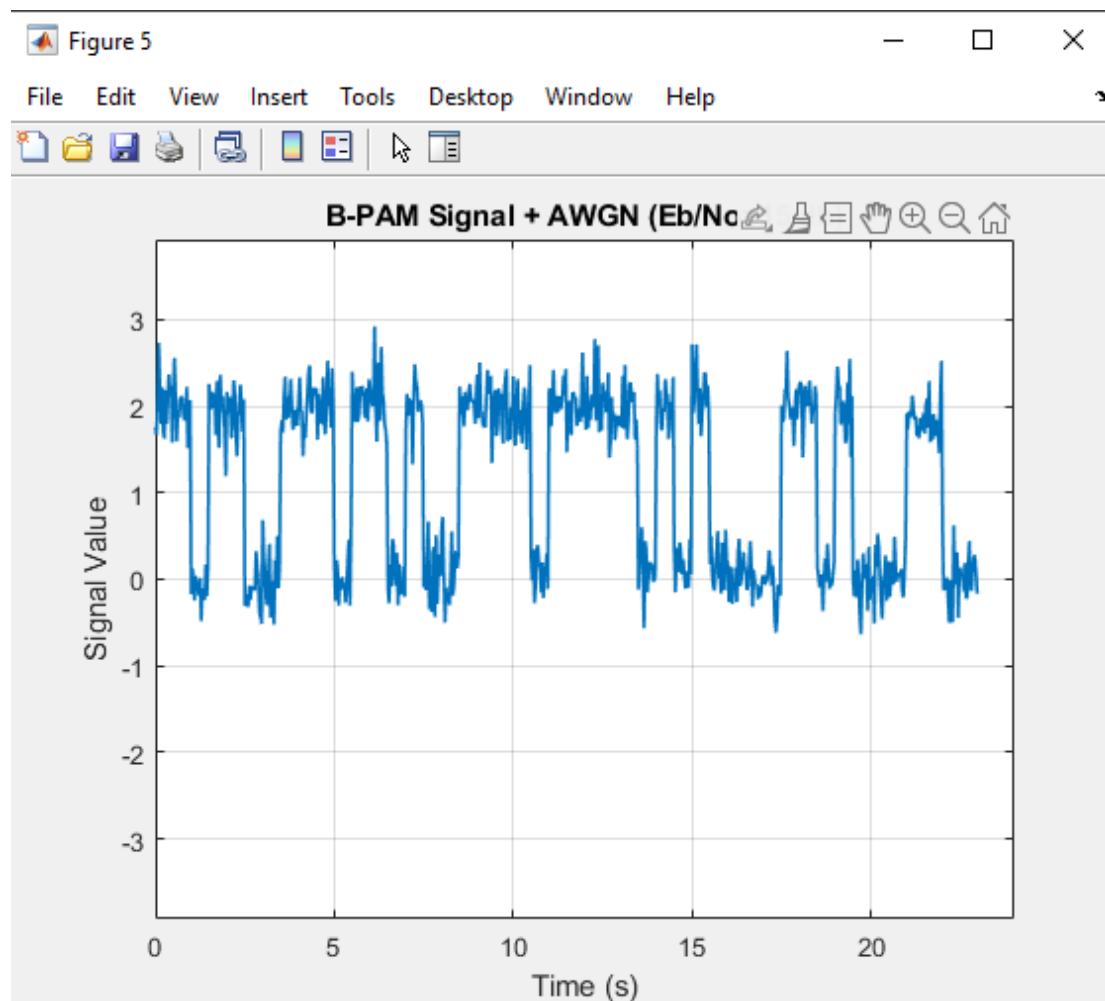 Figure 5
File Edit View Insert Tools Desktop Window Help
B-PAM Signal + AWGN (Eb/No
3
2
1
0
-1
-2
-3
Signal Value
0 5 10 15 20
Time (s)